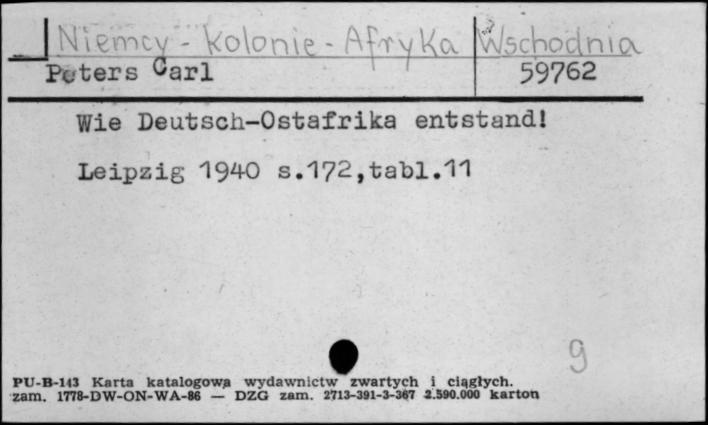 Niemcy - kolonie - Afryka Wschodnia
Peters Carl 59762
Wie Deutsch-Ostafrika entstand!
Leipzig 1940 s.172,tabl.11
9
PU-B-143 Karta katalogowa wydawnictw zwartych i ciągłych.
zam. 1778-DW-ON-WA-86 — DZG zam. 2713-391-3-367 2.590.000 karton